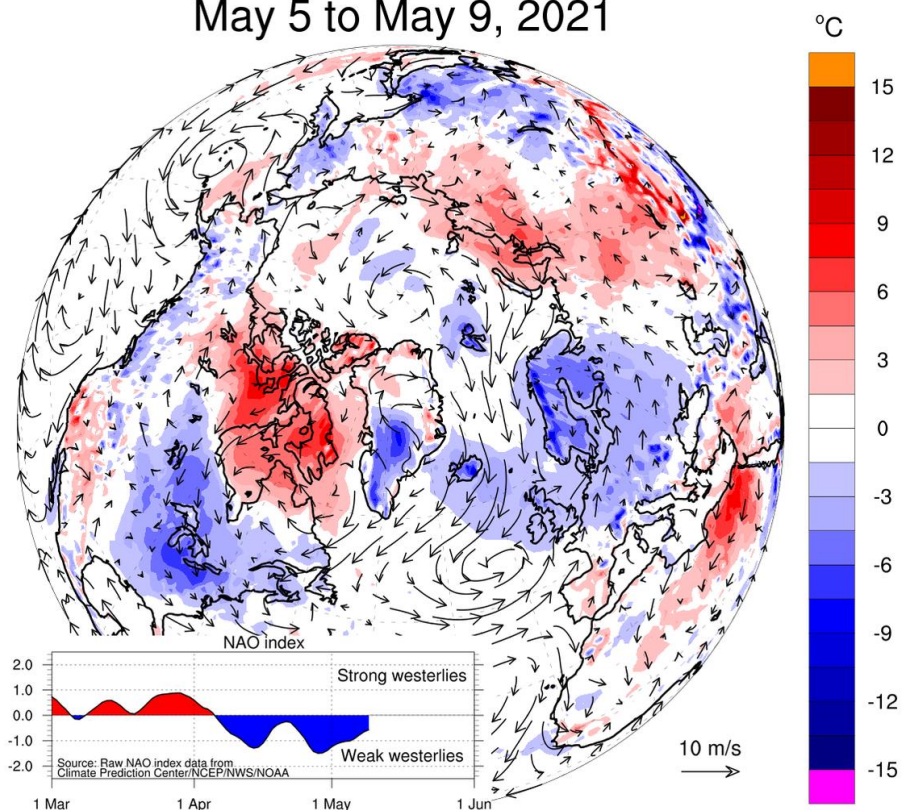 May 5 to May 9, 2021
°C
15
12
9
6
3
0
-3
-6
-9
-12
-15
NAO index
2.0
1.0
0.0
-1.0
-2.0
Strong westerlies
Weak westerlies
Source: Raw NAO index data from
Climate Prediction Center/NCEP/NWS/NOAA
1 Mar
1 Apr
1 May
1 Jun
10 m/s